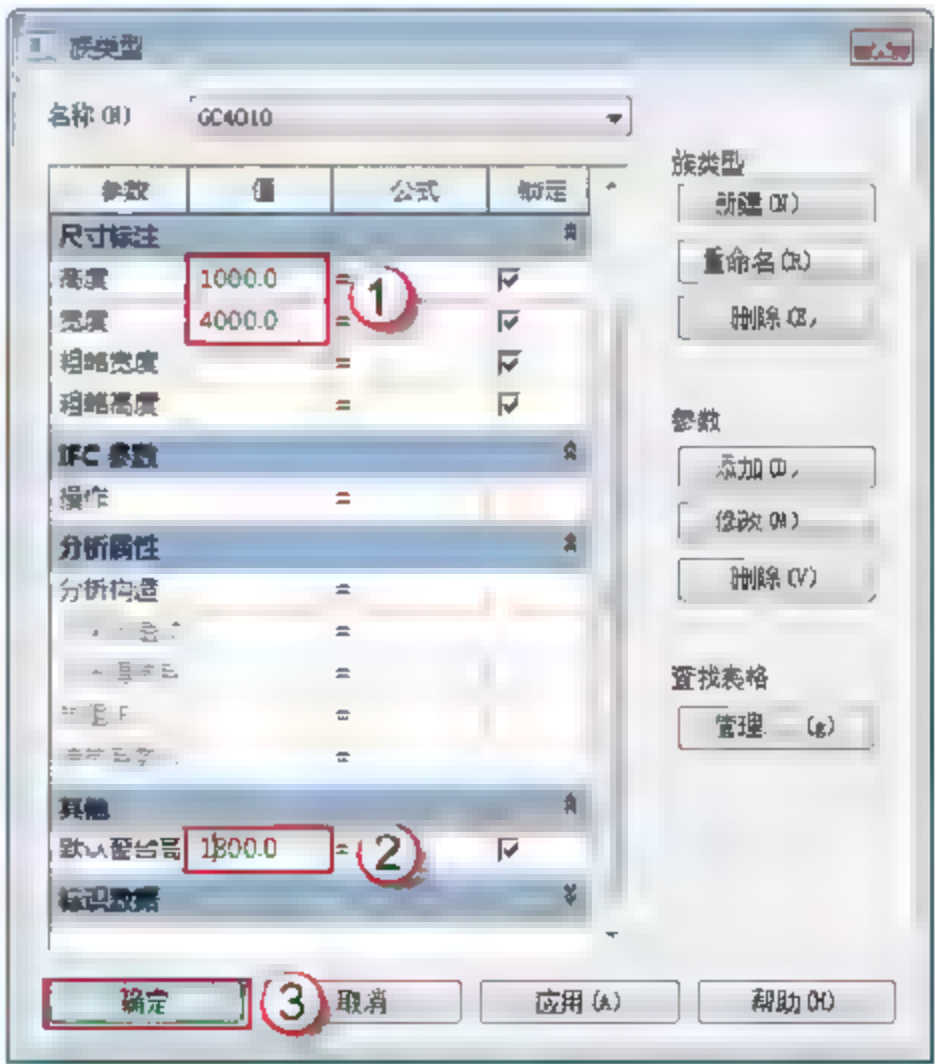 族类型
名称(N) GC4010
参数 值 公式 锁定
尺寸标注
高度 1000.0 = 1
宽度 4000.0 =
粗略宽度 =
粗略高度 =
IFC 参数
操作 =
分析属性
分析构造 =
=
=
=
=
其他
默认窗台高 1800.0 = 2
标识数据
族类型
新建(N)
重命名(R)
删除
参数
添加
修改(M)
删除(V)
查找表格
管理 (g)
确定 3 取消 应用(A) 帮助(H)